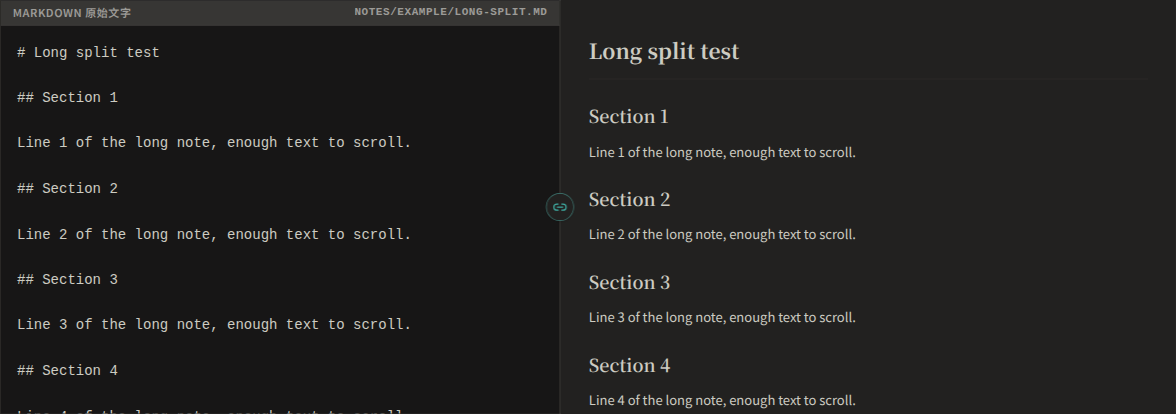 MARKDOWN 原始文字
NOTES/EXAMPLE/LONG-SPLIT.MD
# Long split test
## Section 1
Line 1 of the long note, enough text to scroll.
## Section 2
Line 2 of the long note, enough text to scroll.
## Section 3
Line 3 of the long note, enough text to scroll.
## Section 4
Long split test
Section 1
Line 1 of the long note, enough text to scroll.
Section 2
Line 2 of the long note, enough text to scroll.
Section 3
Line 3 of the long note, enough text to scroll.
Section 4
Line 4 of the long note, enough text to scroll.